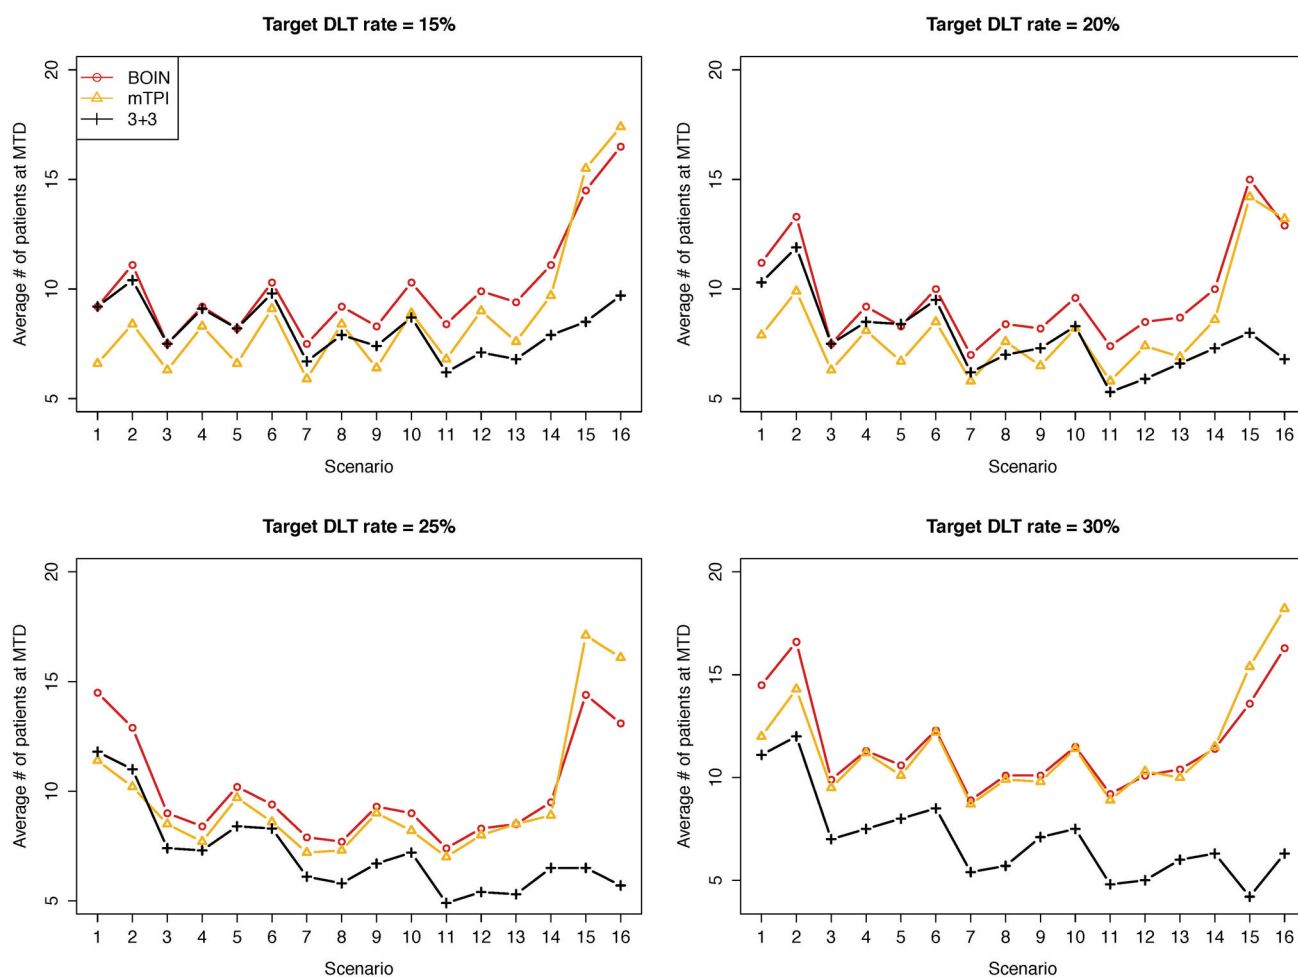 Target DLT rate = 15%
BOIN
mTPI
3+3
Average # of patients at MTD
20
15
10
5
1 2 3 4 5 6 7 8 9 10 11 12 13 14 15 16
Scenario
Target DLT rate = 20%
Average # of patients at MTD
20
15
10
5
1 2 3 4 5 6 7 8 9 10 11 12 13 14 15 16
Scenario
Target DLT rate = 25%
Average # of patients at MTD
20
15
10
5
1 2 3 4 5 6 7 8 9 10 11 12 13 14 15 16
Scenario
Target DLT rate = 30%
Average # of patients at MTD
20
15
10
5
1 2 3 4 5 6 7 8 9 10 11 12 13 14 15 16
Scenario